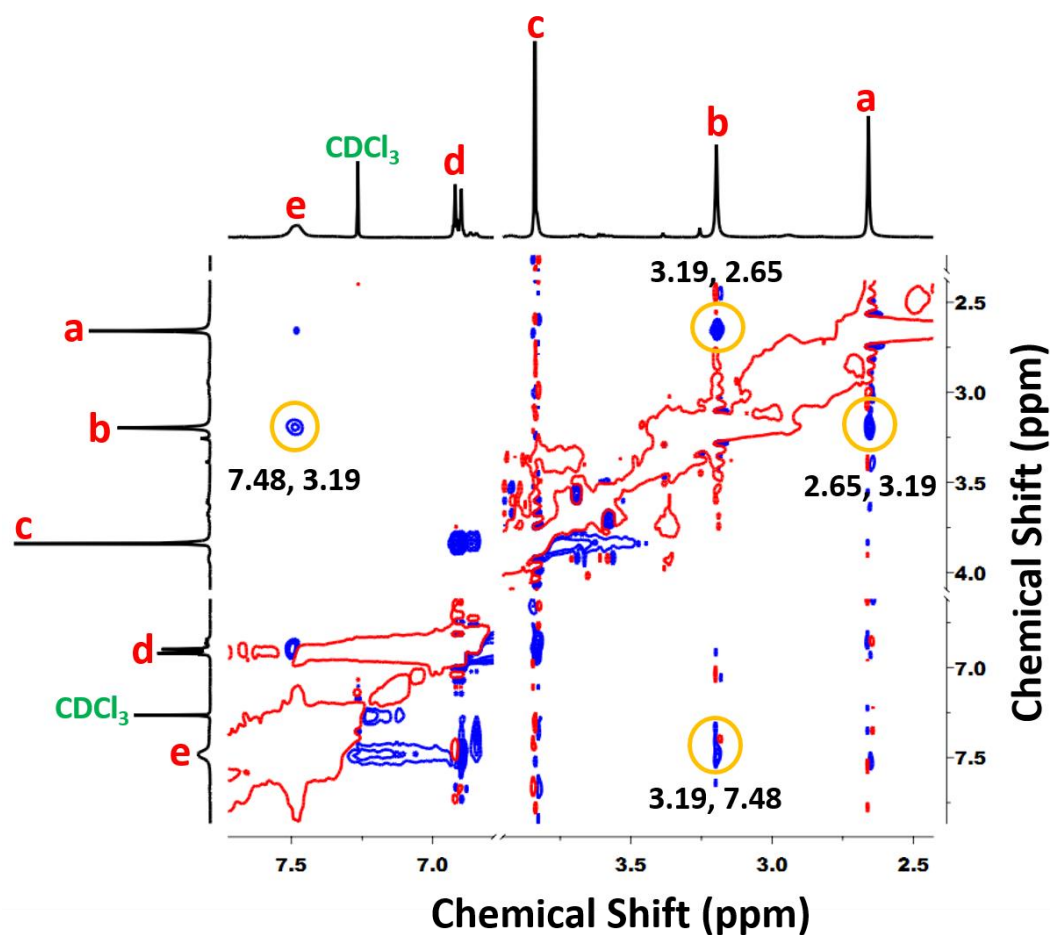 c
a
b
CDCl3
d
e
3.19, 2.65
2.5
a
3.0
b
7.48, 3.19
2.65, 3.19
3.5
c
4.0
d
7.0
CDCl3
e
7.5
3.19, 7.48
7.5 7.0 3.5 3.0 2.5
Chemical Shift (ppm)
Chemical Shift (ppm)